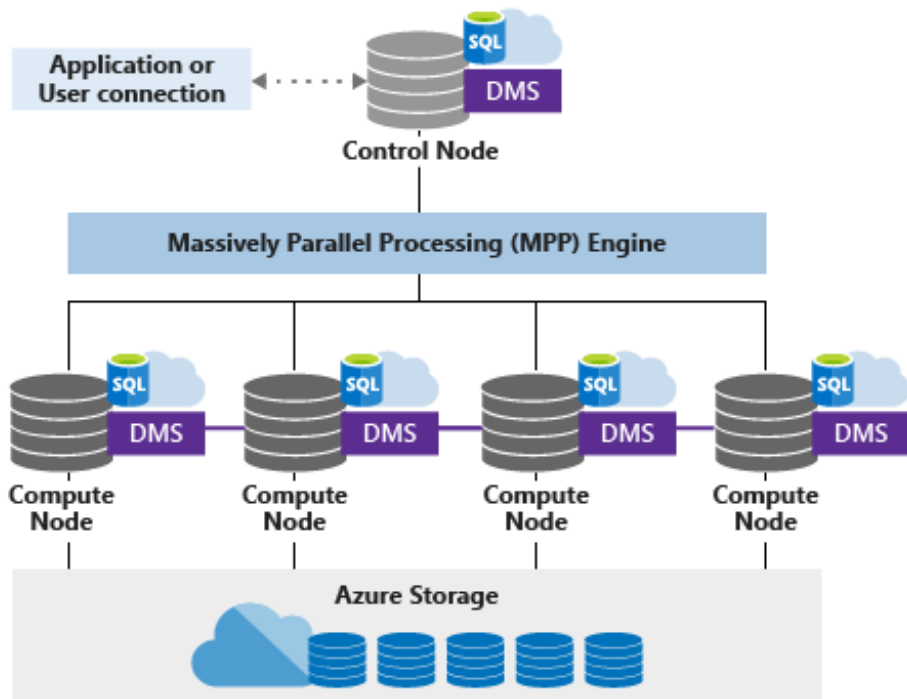 SQL
Application or
User connection
DMS
Control Node
Massively Parallel Processing (MPP) Engine
SQL
SQL
SQL
SQL
DMS
DMS
DMS
DMS
Compute
Node
Compute
Node
Compute
Node
Compute
Node
Azure Storage